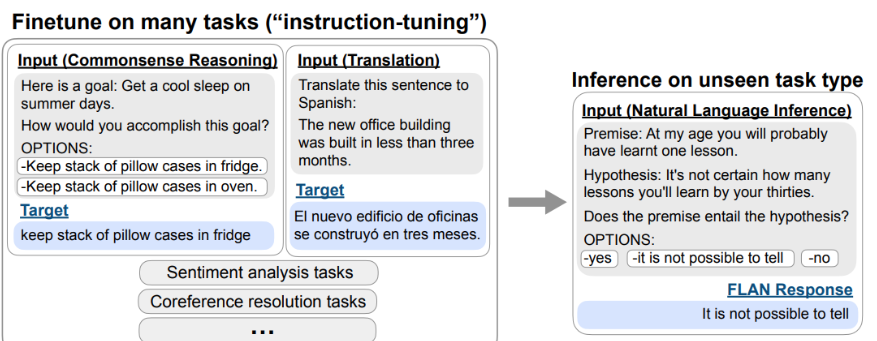 Finetune on many tasks (“instruction-tuning”)
Input (Commonsense Reasoning)
Here is a goal: Get a cool sleep on
summer days.
How would you accomplish this goal?
OPTIONS:
-Keep stack of pillow cases in fridge.
-Keep stack of pillow cases in oven.
Target
keep stack of pillow cases in fridge
Input (Translation)
Translate this sentence to
Spanish:
The new office building
was built in less than three
months.
Target
El nuevo edificio de oficinas
se construyó en tres meses.
Sentiment analysis tasks
Coreference resolution tasks
...
Inference on unseen task type
Input (Natural Language Inference)
Premise: At my age you will probably
have learnt one lesson.
Hypothesis: It's not certain how many
lessons you'll learn by your thirties.
Does the premise entail the hypothesis?
OPTIONS:
-yes -it is not possible to tell -no
FLAN Response
It is not possible to tell